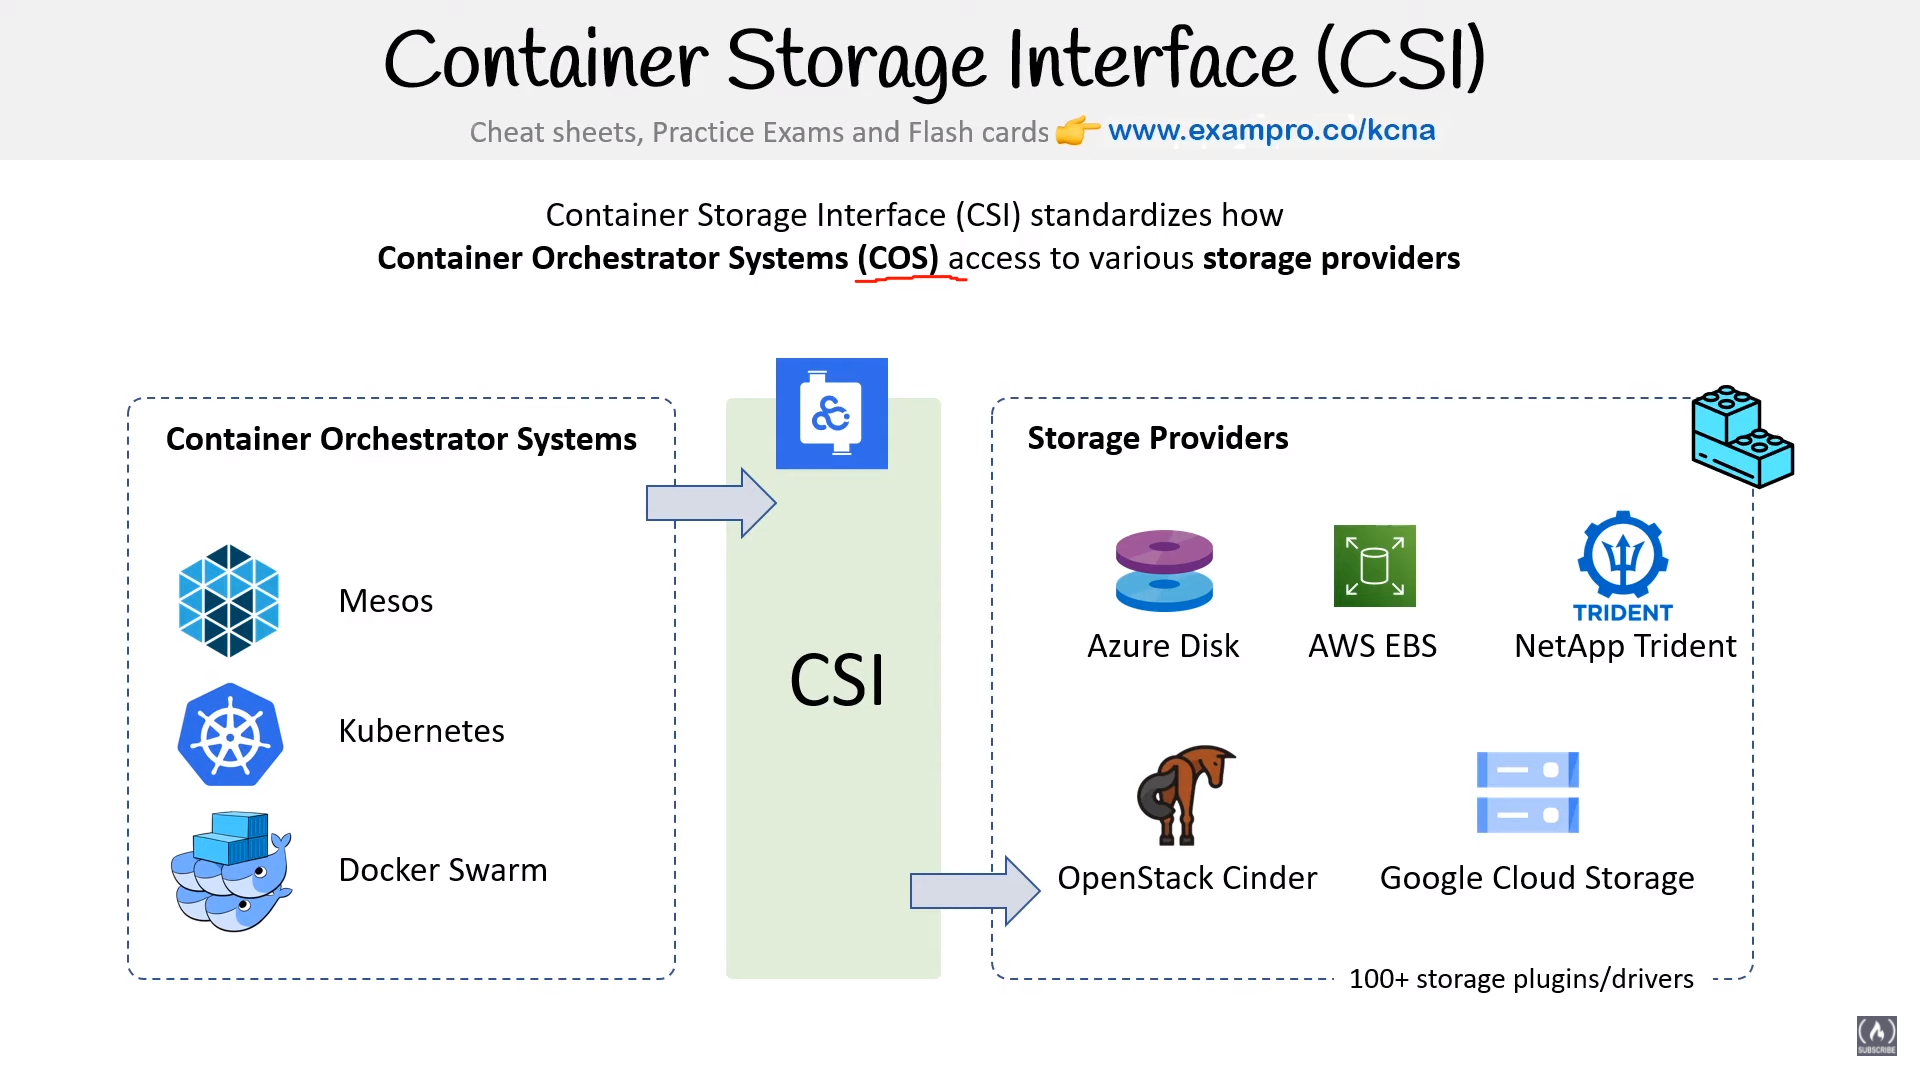 Container Storage Interface (CSI)
Cheat sheets, Practice Exams and Flash cards 👉 www.exampro.co/kcna
Container Storage Interface (CSI) standardizes how
Container Orchestrator Systems (COS) access to various storage providers
Container Orchestrator Systems
Mesos
Kubernetes
Docker Swarm
CSI
Storage Providers
TRIDENT
Azure Disk
AWS EBS
NetApp Trident
OpenStack Cinder
Google Cloud Storage
100+ storage plugins/drivers
SUBSCRIBE